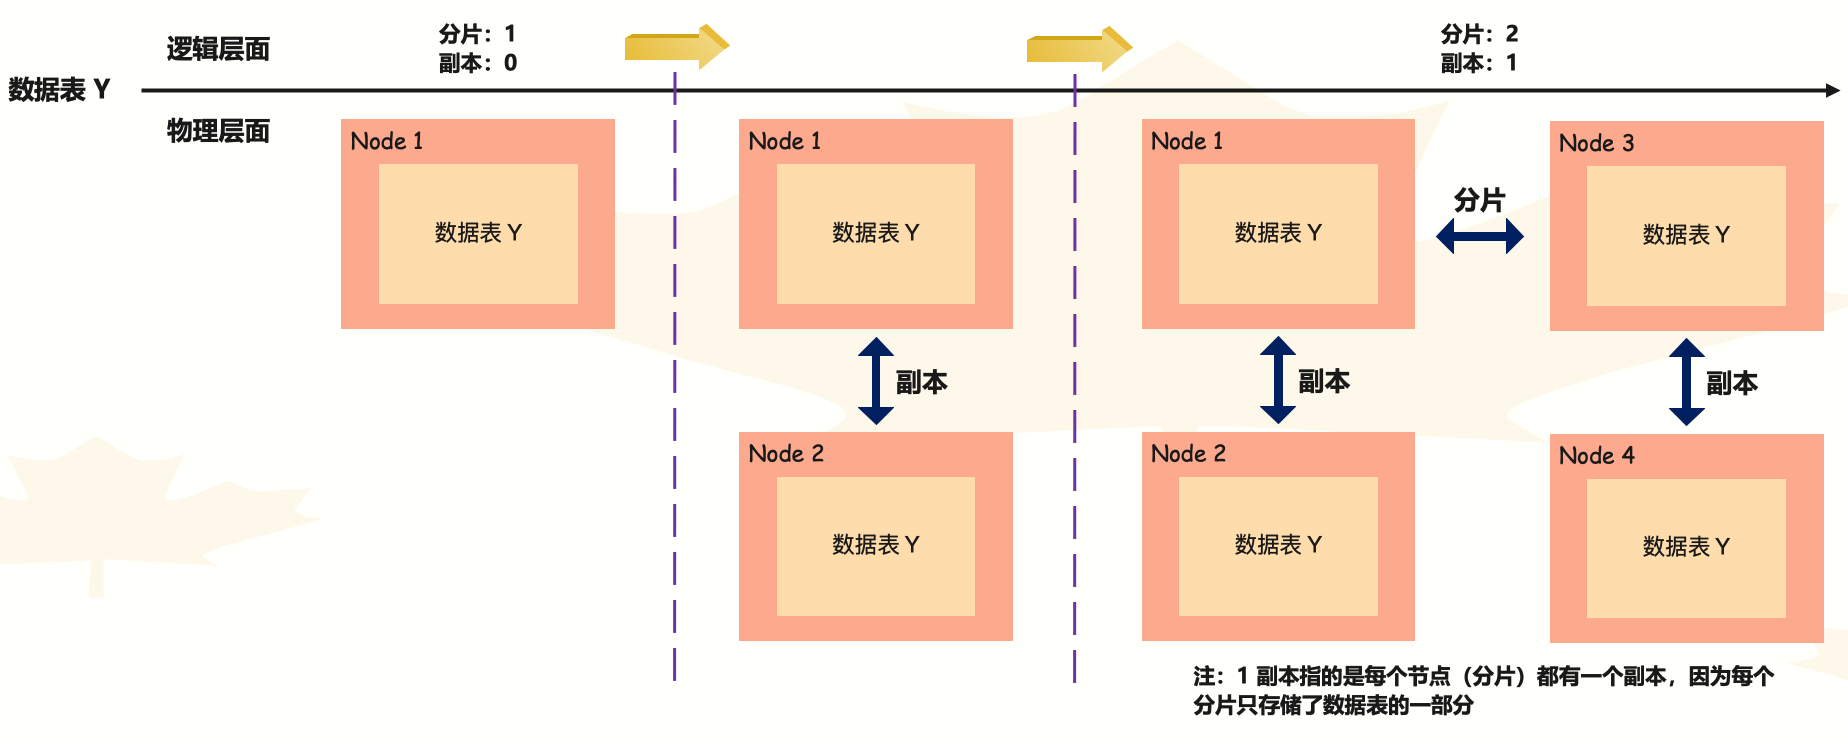 逻辑层面
分片：1
副本：0
分片：2
副本：1
数据表 Y
物理层面
Node 1
数据表 Y
Node 1
数据表 Y
副本
Node 2
数据表 Y
Node 1
数据表 Y
分片
Node 3
数据表 Y
副本
副本
Node 2
数据表 Y
Node 4
数据表 Y
注：1 副本指的是每个节点（分片）都有一个副本，因为每个
分片只存储了数据表的一部分